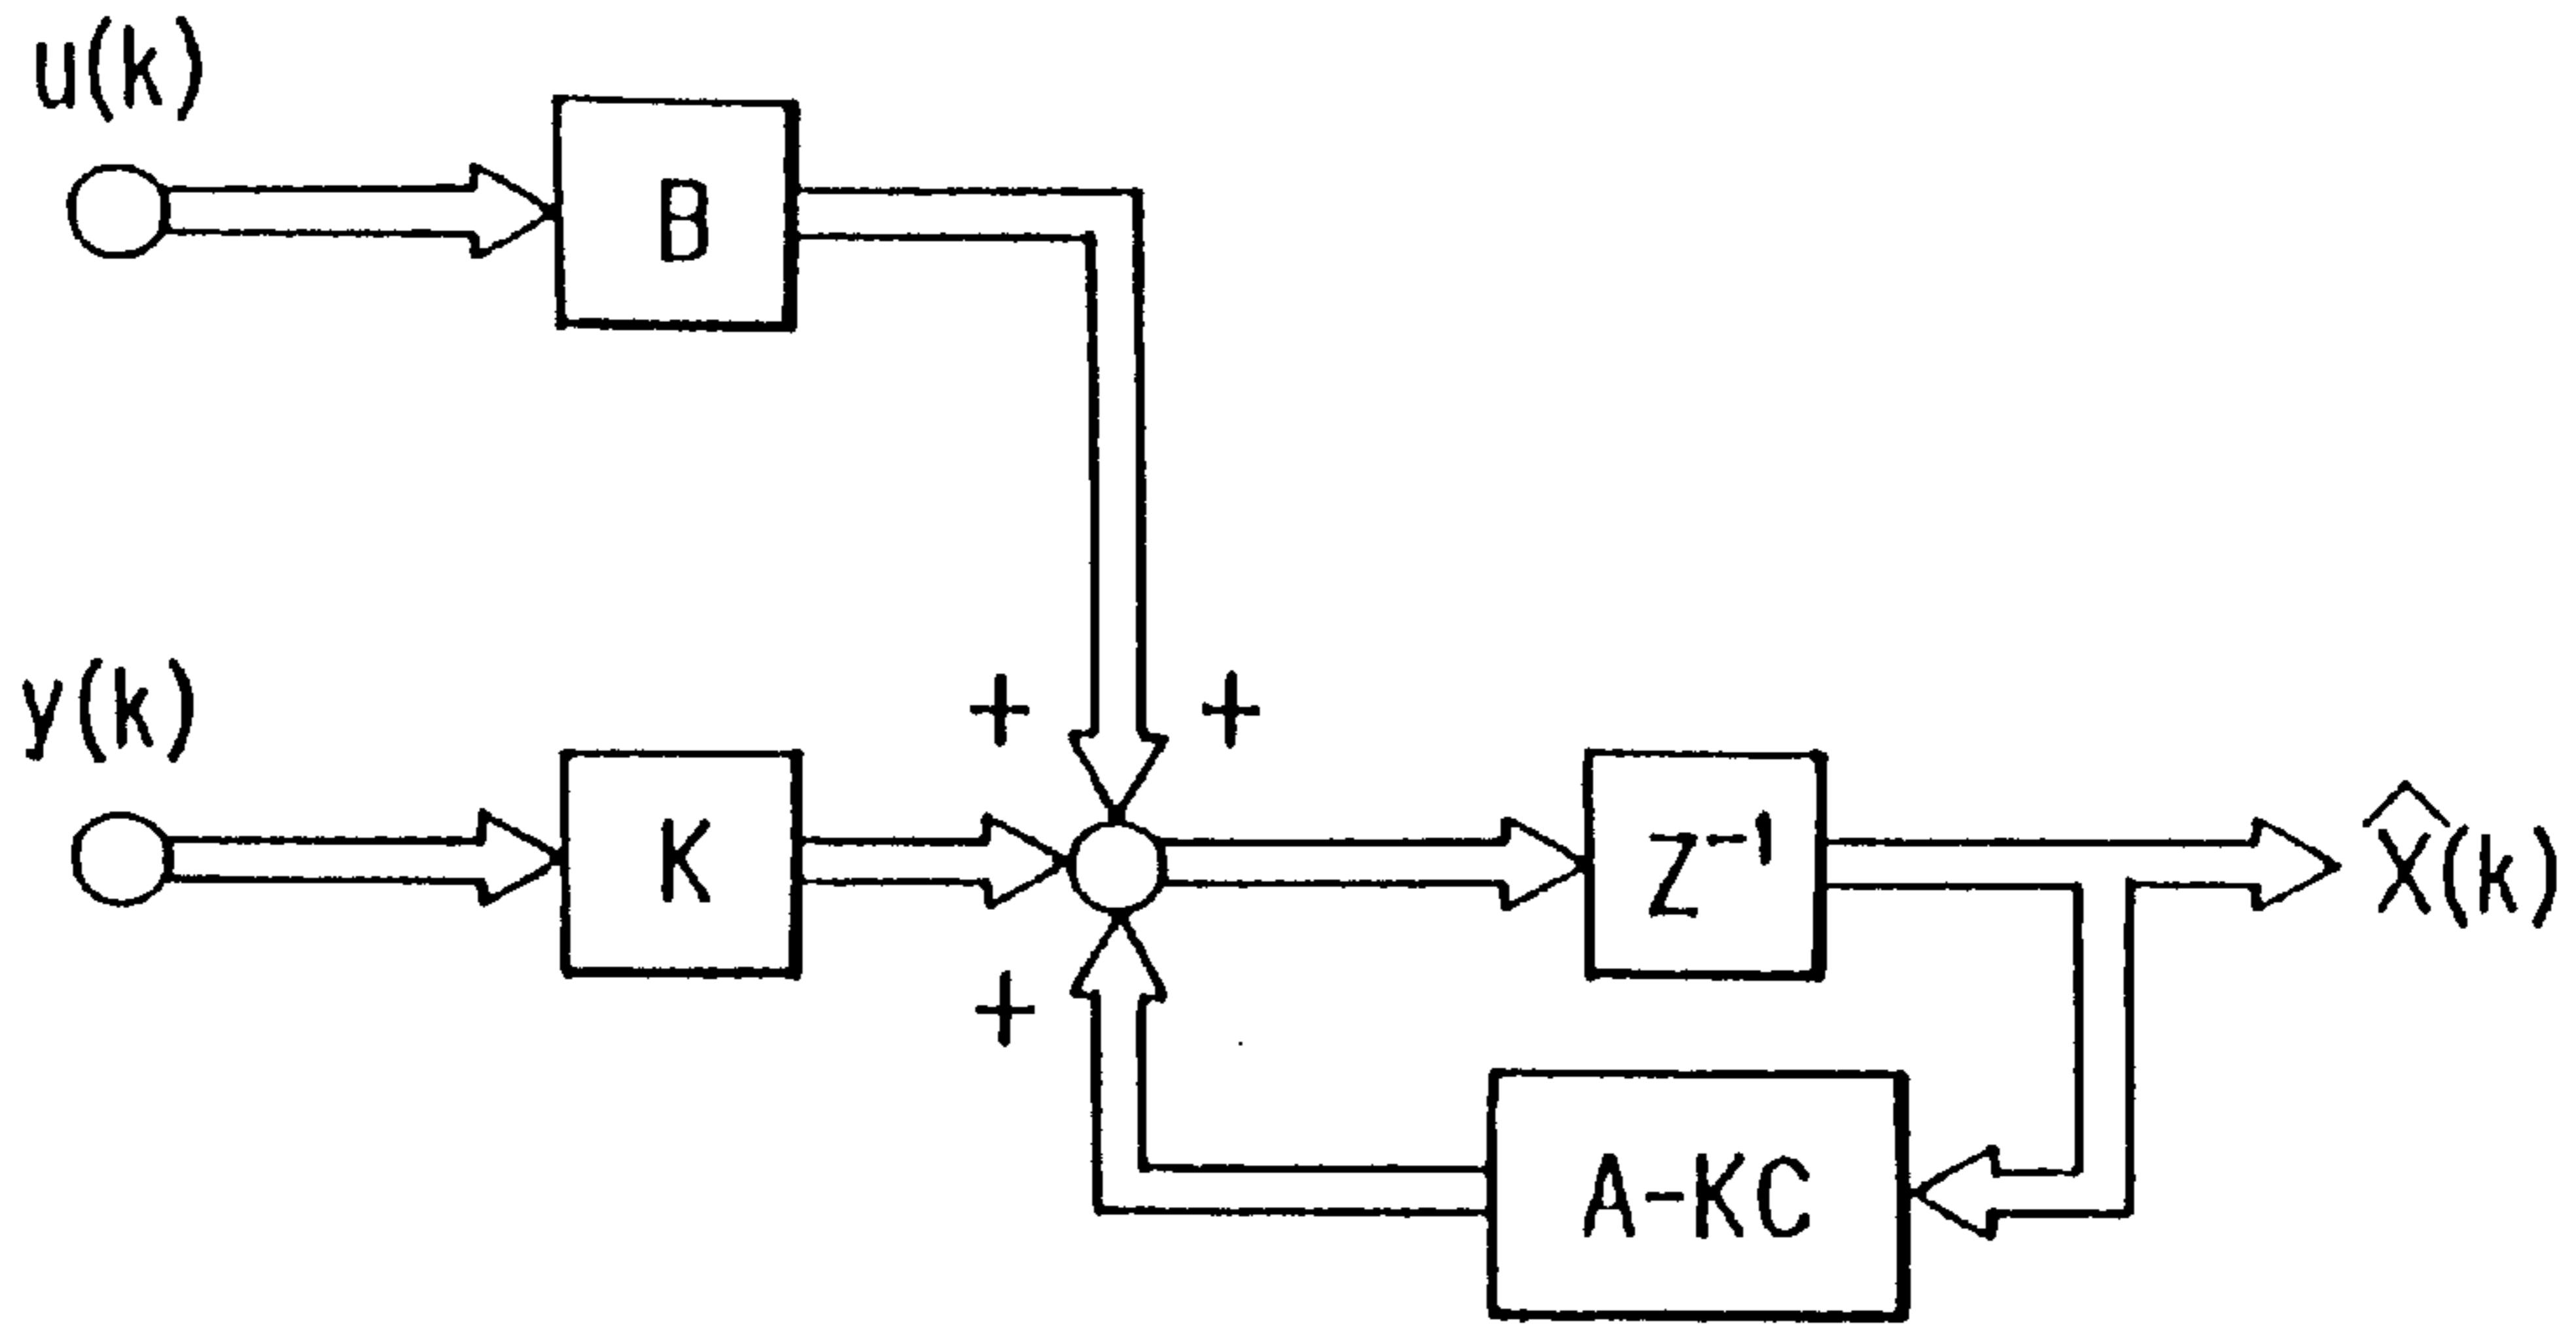 u(k)
B
y(k)
+ +
K
Z⁻¹
X̂(k)
+
A-KC